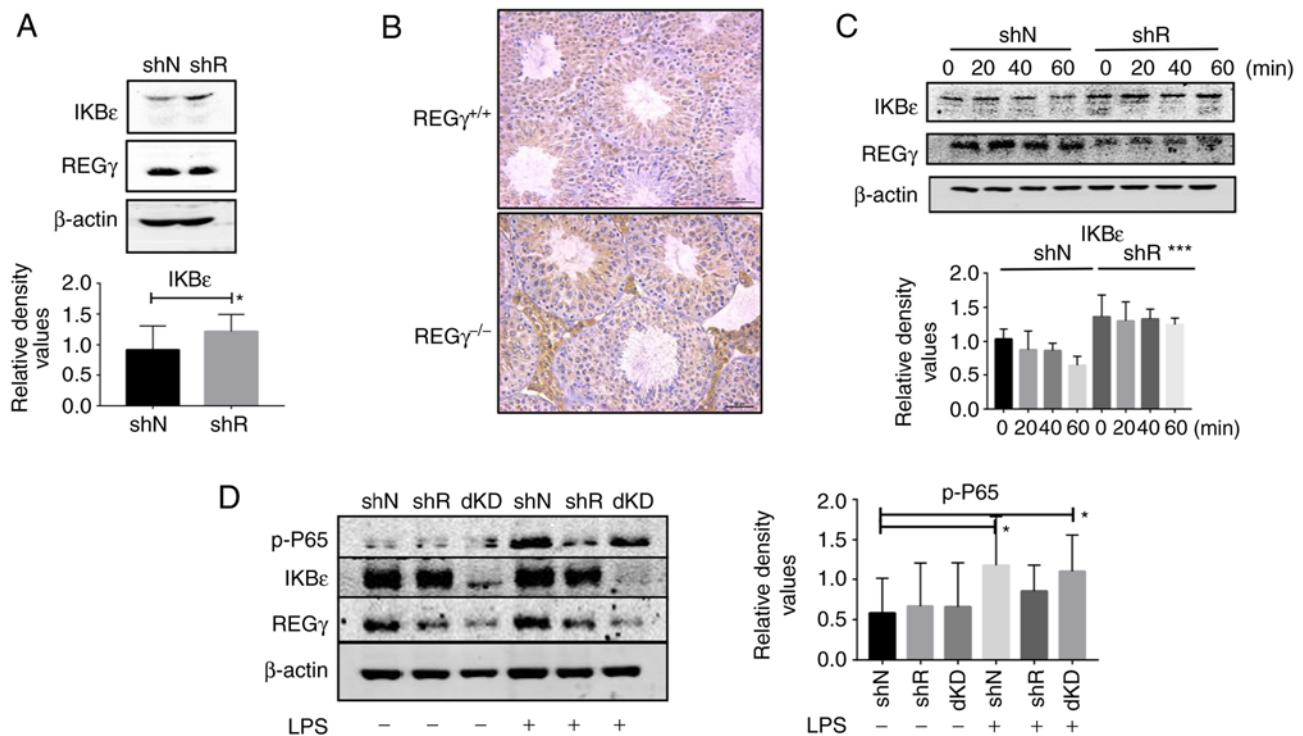 A
shN shR
IKBε
REGγ
β-actin
IKBε
*
Relative density
values
2.0
1.5
1.0
0.5
0.0
shN shR
B
REGγ+/+
REGγ−/−
C
shN shR
0 20 40 60 0 20 40 60 (min)
IKBε
REGγ
β-actin
IKBε
shN shR ***
Relative density
values
2.0
1.5
1.0
0.5
0.0
0 20 40 60 0 20 40 60 (min)
D
shN shR dKD shN shR dKD
p-P65
IKBε
REGγ
β-actin
LPS − − − + + +
p-P65
*
*
Relative density
values
2.0
1.5
1.0
0.5
0.0
shN shR dKD shN shR dKD
LPS − − − + + +